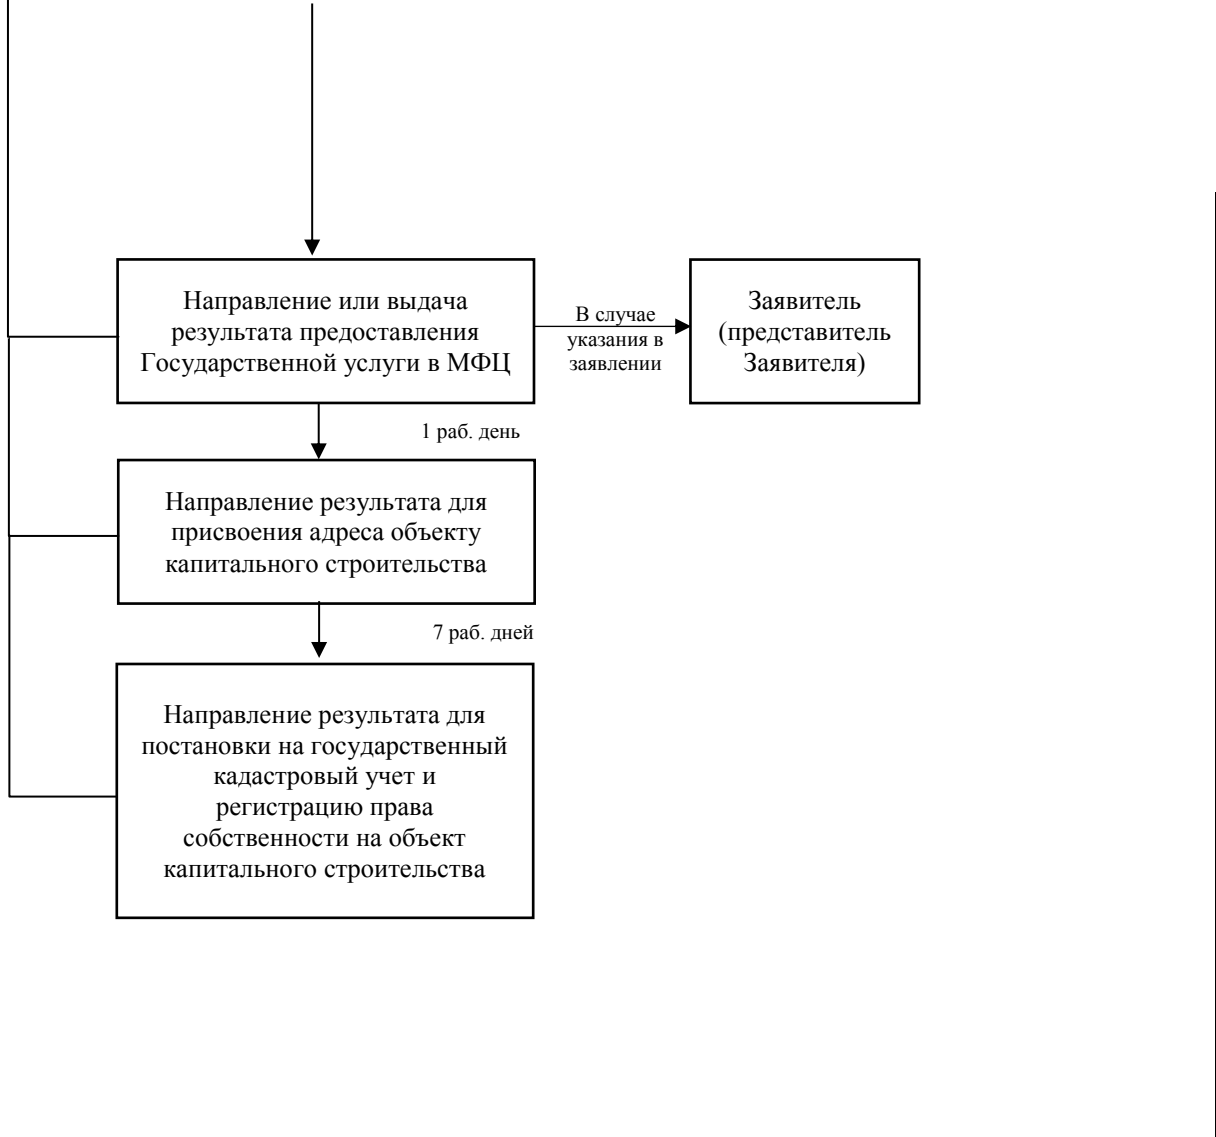 Направление или выдача
результата предоставления
Государственной услуги в МФЦ
В случае
указания в
заявлении
Заявитель
(представитель
Заявителя)
1 раб. день
Направление результата для
присвоения адреса объекту
капитального строительства
7 раб. дней
Направление результата для
постановки на государственный
кадастровый учет и
регистрацию права
собственности на объект
капитального строительства